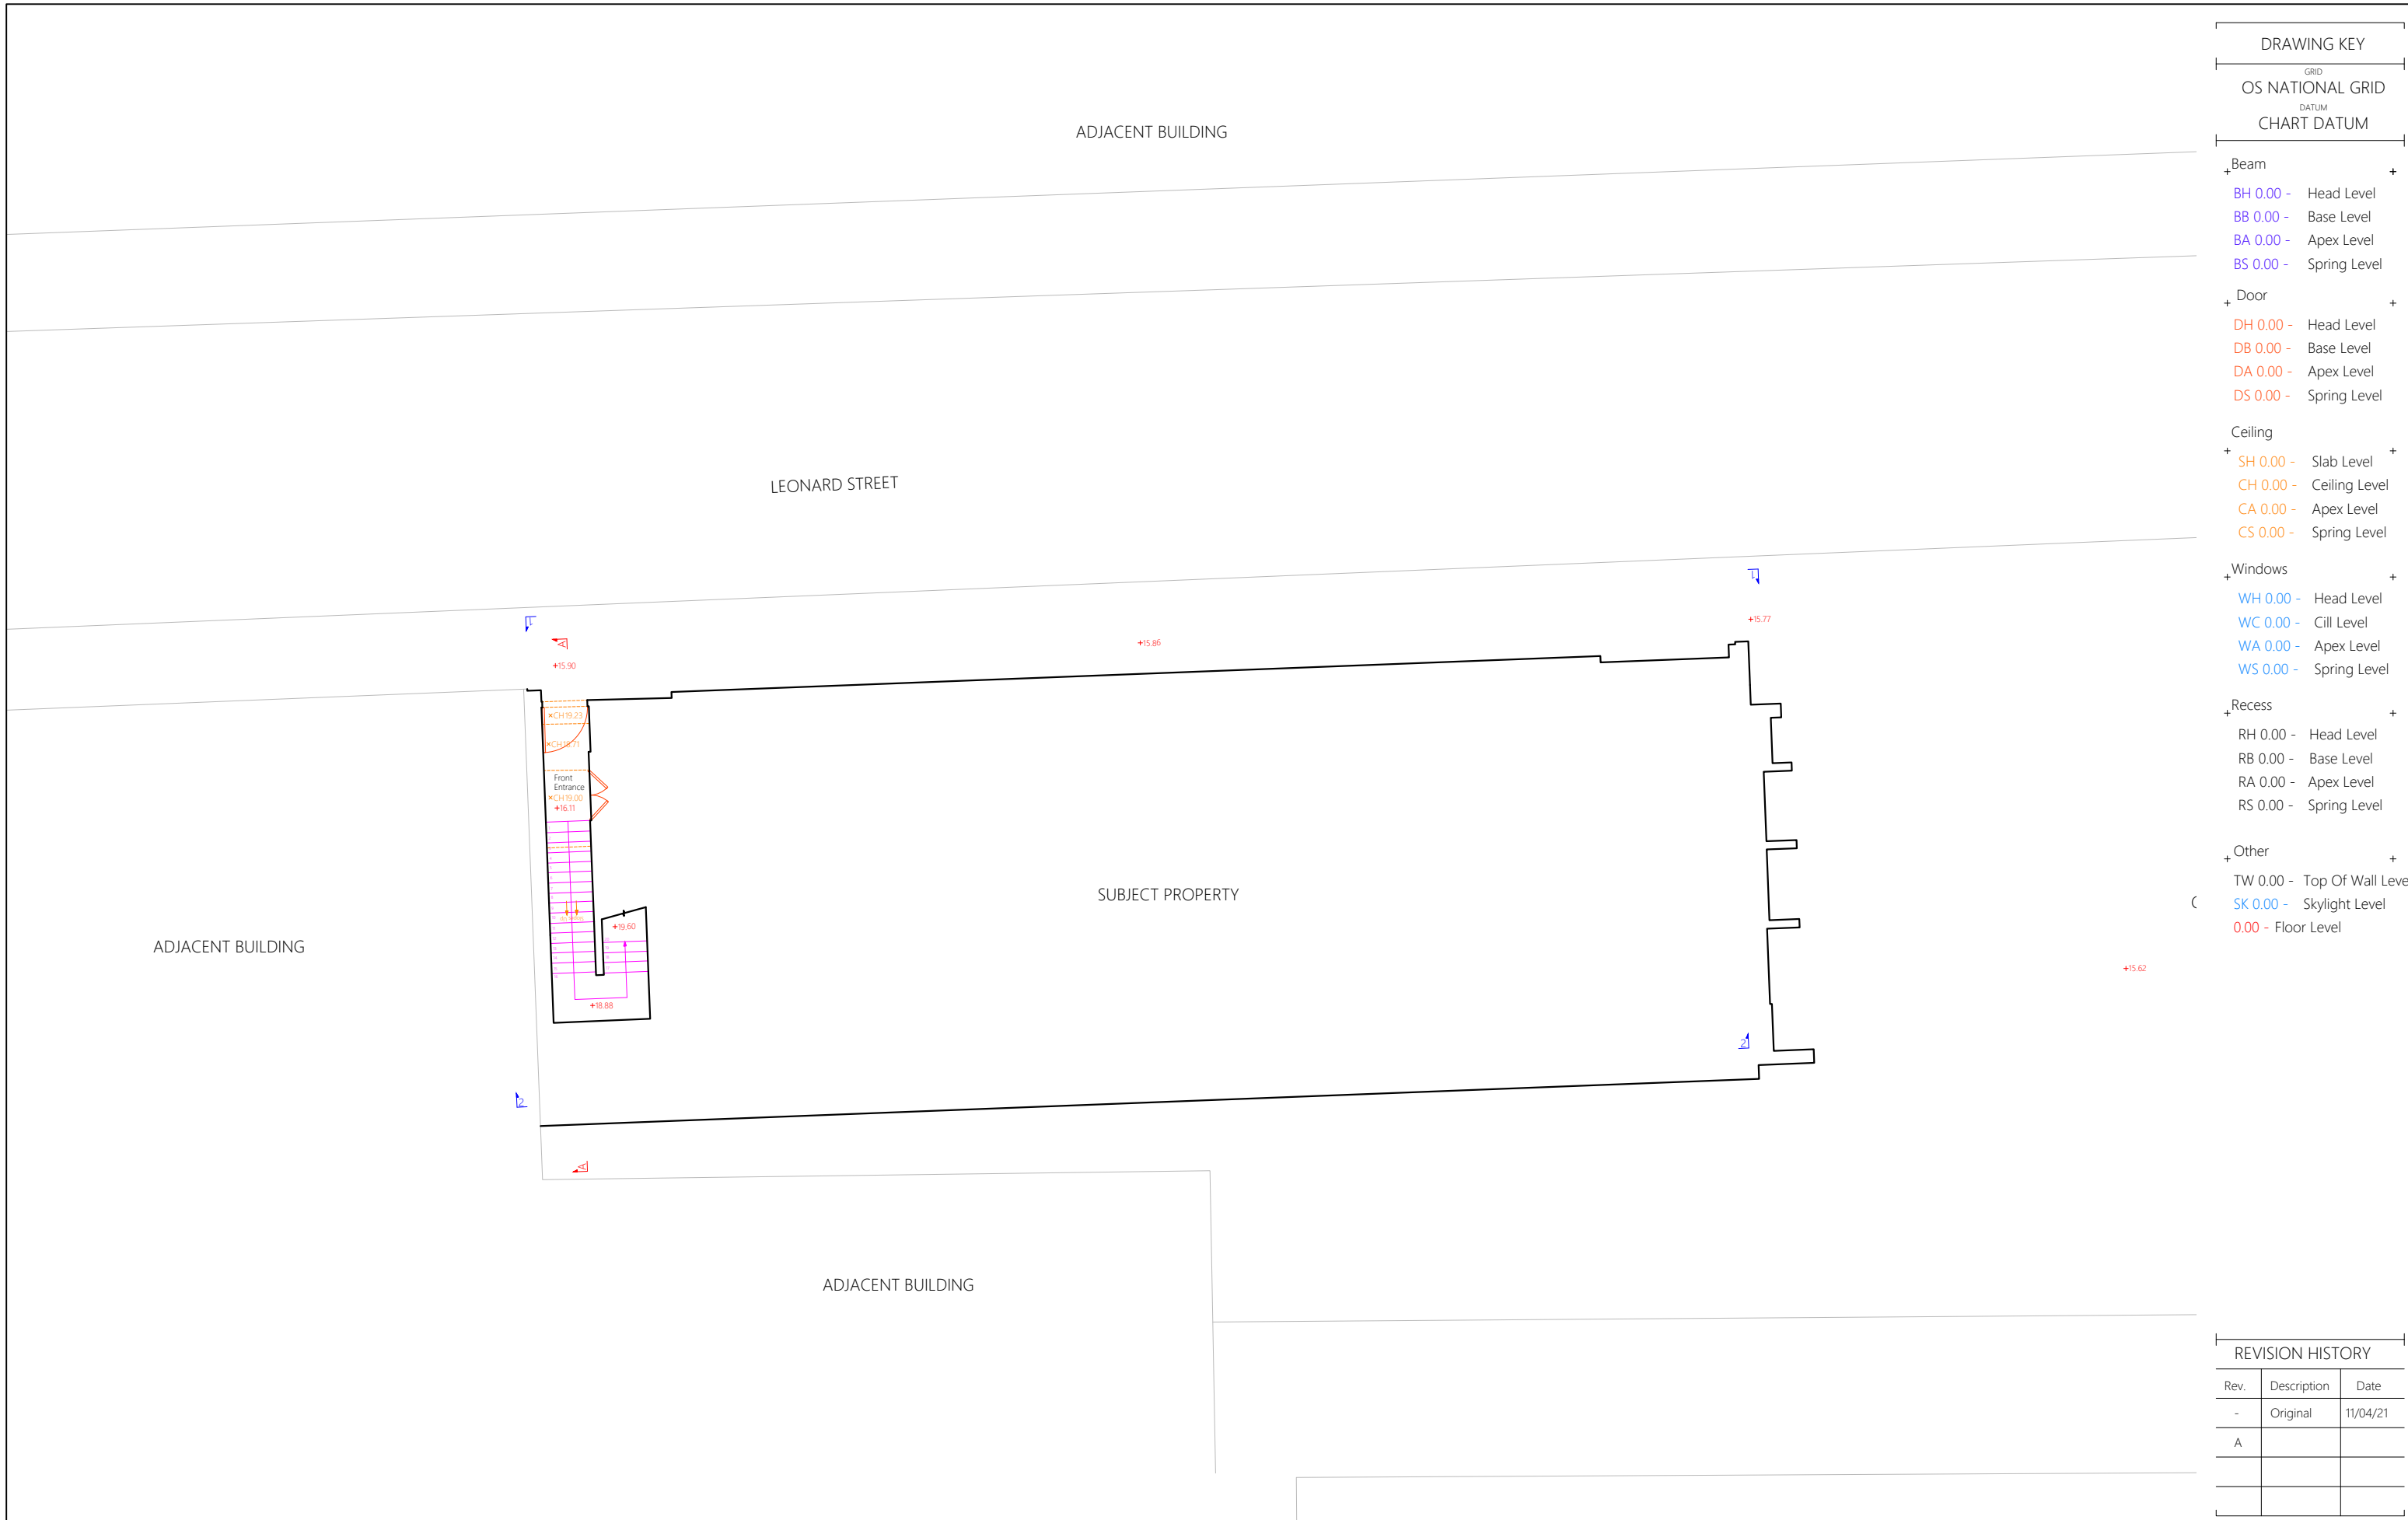 ADJACENT BUILDING
LEONARD STREET
1
1
A
+15.90
+15.86
+15.77
×CH19.23
Front
Entrance
×CH19.00
+16.11
SUBJECT PROPERTY
ADJACENT BUILDING
+19.60
+18.88
+15.62
2
2
A
ADJACENT BUILDING
DRAWING KEY
GRID
OS NATIONAL GRID
DATUM
CHART DATUM
Beam
BH 0.00 - Head Level
BB 0.00 - Base Level
BA 0.00 - Apex Level
BS 0.00 - Spring Level
Door
DH 0.00 - Head Level
DB 0.00 - Base Level
DA 0.00 - Apex Level
DS 0.00 - Spring Level
Ceiling
SH 0.00 - Slab Level
CH 0.00 - Ceiling Level
CA 0.00 - Apex Level
CS 0.00 - Spring Level
Windows
WH 0.00 - Head Level
WC 0.00 - Cill Level
WA 0.00 - Apex Level
WS 0.00 - Spring Level
Recess
RH 0.00 - Head Level
RB 0.00 - Base Level
RA 0.00 - Apex Level
RS 0.00 - Spring Level
Other
TW 0.00 - Top Of Wall Leve
SK 0.00 - Skylight Level
0.00 - Floor Level
REVISION HISTORY
Rev. Description Date
- Original 11/04/21
A